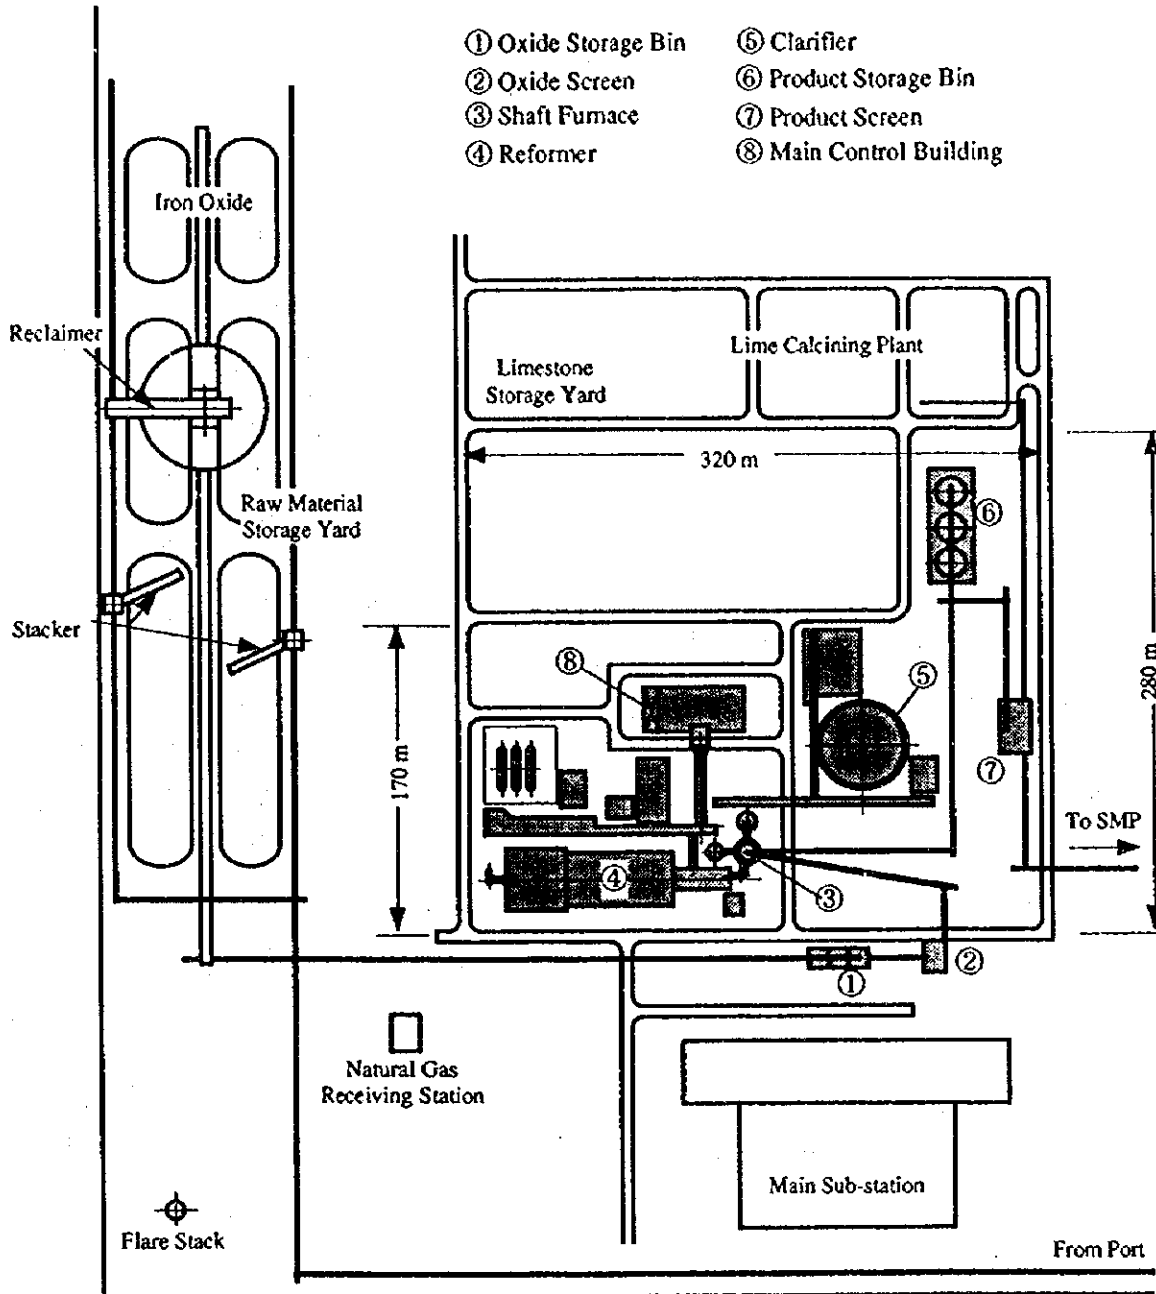 ① Oxide Storage Bin
② Oxide Screen
③ Shaft Furnace
④ Reformer
⑤ Clarifier
⑥ Product Storage Bin
⑦ Product Screen
⑧ Main Control Building
Iron Oxide
Reclaimer
Limestone
Storage Yard
Lime Calcining Plant
320 m
Raw Material
Storage Yard
⑥
Stacker
⑧
⑤
280 m
170 m
⑦
To SMP
④
③
①
②
Natural Gas
Receiving Station
Main Sub-station
Flare Stack
From Port